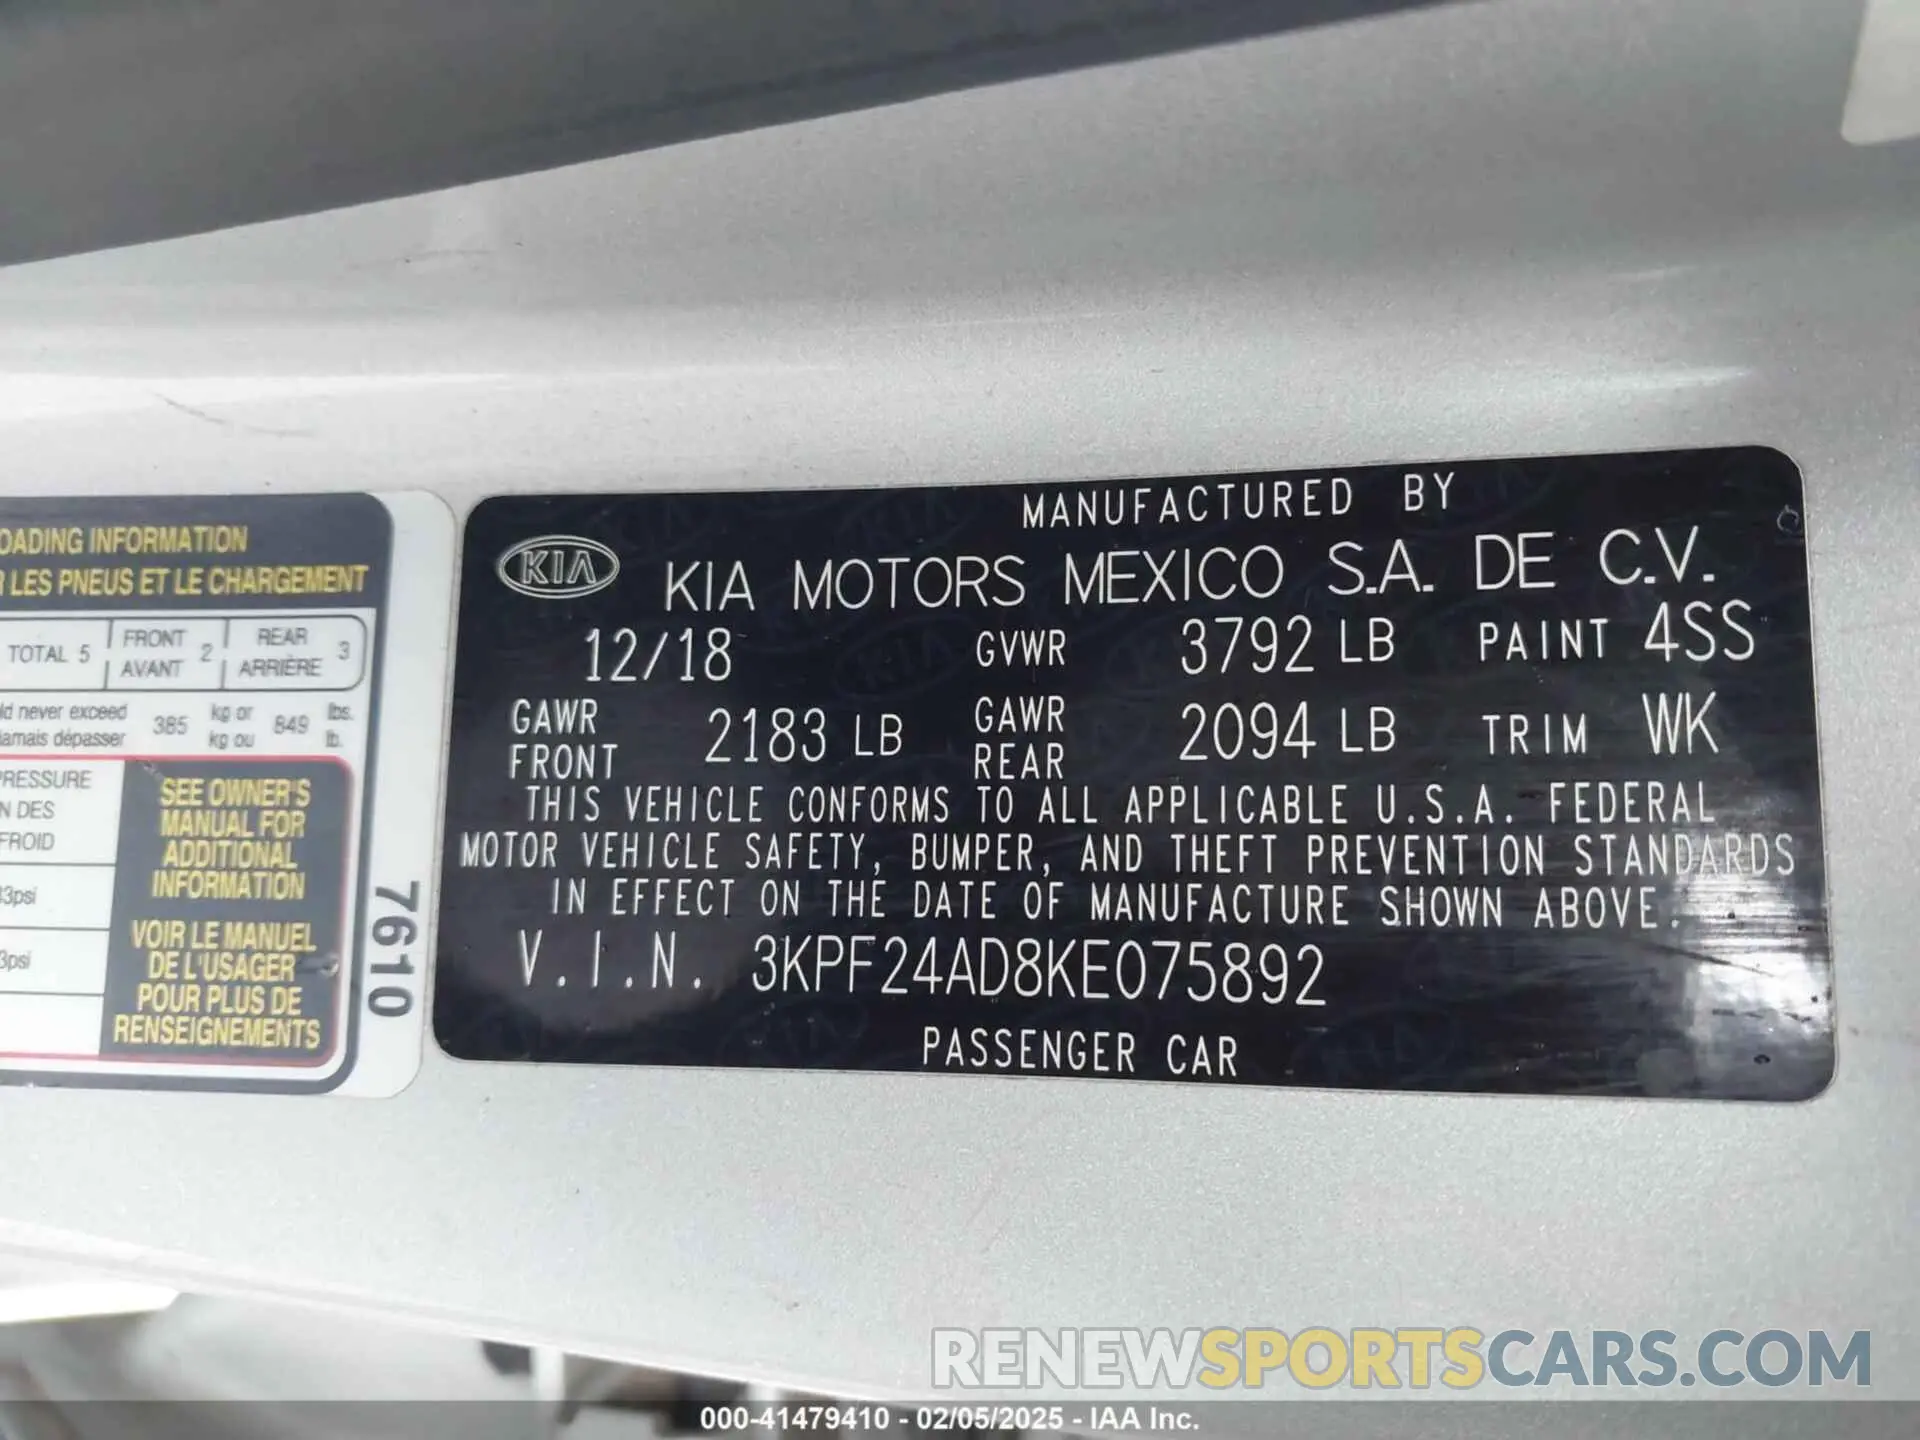 OADING INFORMATION
R LES PNEUS ET LE CHARGEMENT
TOTAL 5
FRONT
AVANT
2
REAR
ARRIÈRE
3
ld never exceed
jamais dépasser
385
kg or
kg ou
849
lbs.
lb.
PRESSURE
N DES
FROID
33psi
3psi
SEE OWNER'S
MANUAL FOR
ADDITIONAL
INFORMATION
VOIR LE MANUEL
DE L'USAGER
POUR PLUS DE
RENSEIGNEMENTS
7610
MANUFACTURED BY
KIA KIA MOTORS MEXICO S.A. DE C.V.
12/18 GVWR 3792 LB PAINT 4SS
GAWR FRONT 2183 LB GAWR REAR 2094 LB TRIM WK
THIS VEHICLE CONFORMS TO ALL APPLICABLE U.S.A. FEDERAL
MOTOR VEHICLE SAFETY, BUMPER, AND THEFT PREVENTION STANDARDS
IN EFFECT ON THE DATE OF MANUFACTURE SHOWN ABOVE.
V.I.N. 3KPF24AD8KE075892
PASSENGER CAR
RENEWSPORTSCARS.COM
000-41479410 - 02/05/2025 - IAA Inc.